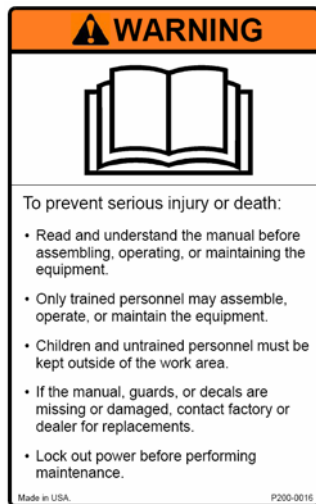 WARNING
To prevent serious injury or death:
• Read and understand the manual before
assembling, operating, or maintaining the
equipment.
• Only trained personnel may assemble,
operate, or maintain the equipment.
• Children and untrained personnel must be
kept outside of the work area.
• If the manual, guards, or decals are
missing or damaged, contact factory or
dealer for replacements.
• Lock out power before performing
maintenance.
Made in USA. P200-0016